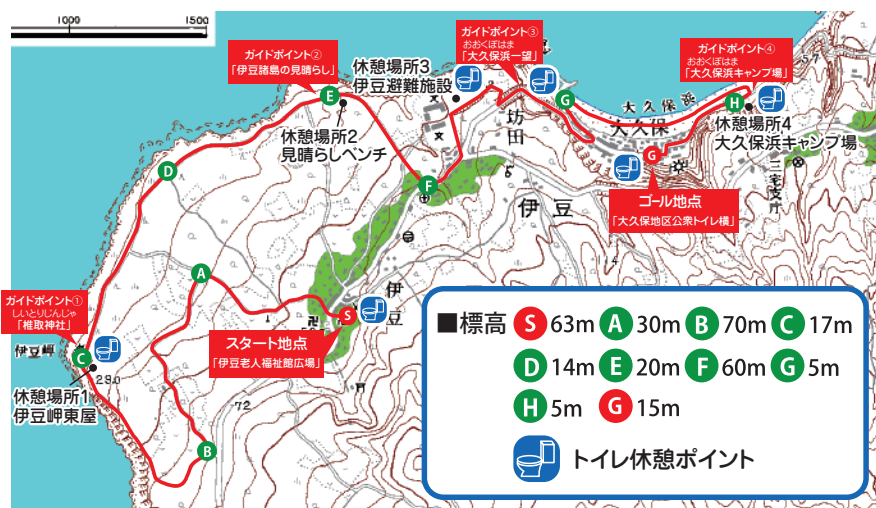 1000
1500
ガイドポイント②
「伊豆諸島の見晴らし」
休憩場所3
伊豆避難施設
ガイドポイント③
おおくぼはま
「大久保浜一望」
ガイドポイント④
おおくぼはま
「大久保浜キャンプ場」
57
E
G
H
大久保浜
休憩場所2
見晴らしベンチ
坊田
大久保
休憩場所4
大久保浜キャンプ場
D
F
G
三宅支庁
ゴール地点
「大久保地区公衆トイレ横」
伊豆
114
A
ガイドポイント①
しいとりじんじゃ
「椎取神社」
S
伊豆
スタート地点
「伊豆老人福祉館広場」
伊豆岬
C
休憩場所1
伊豆岬東屋
72
B
■標高
S 63m A 30m B 70m C 17m
D 14m E 20m F 60m G 5m
H 5m G 15m
トイレ休憩ポイント